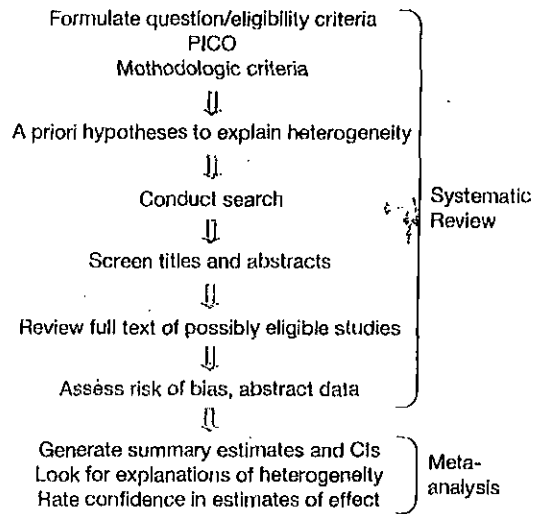 Formulate question/eligibility criteria
PICO
Mothodologic criteria
A priori hypotheses to explain heterogeneity
Conduct search
Screen titles and abstracts
Review full text of possibly eligible studies
Assess risk of bias, abstract data
Systematic
Review
Generate summary estimates and CIs
Look for explanations of heterogeneity
Rate confidence in estimates of effect
Meta-
analysis